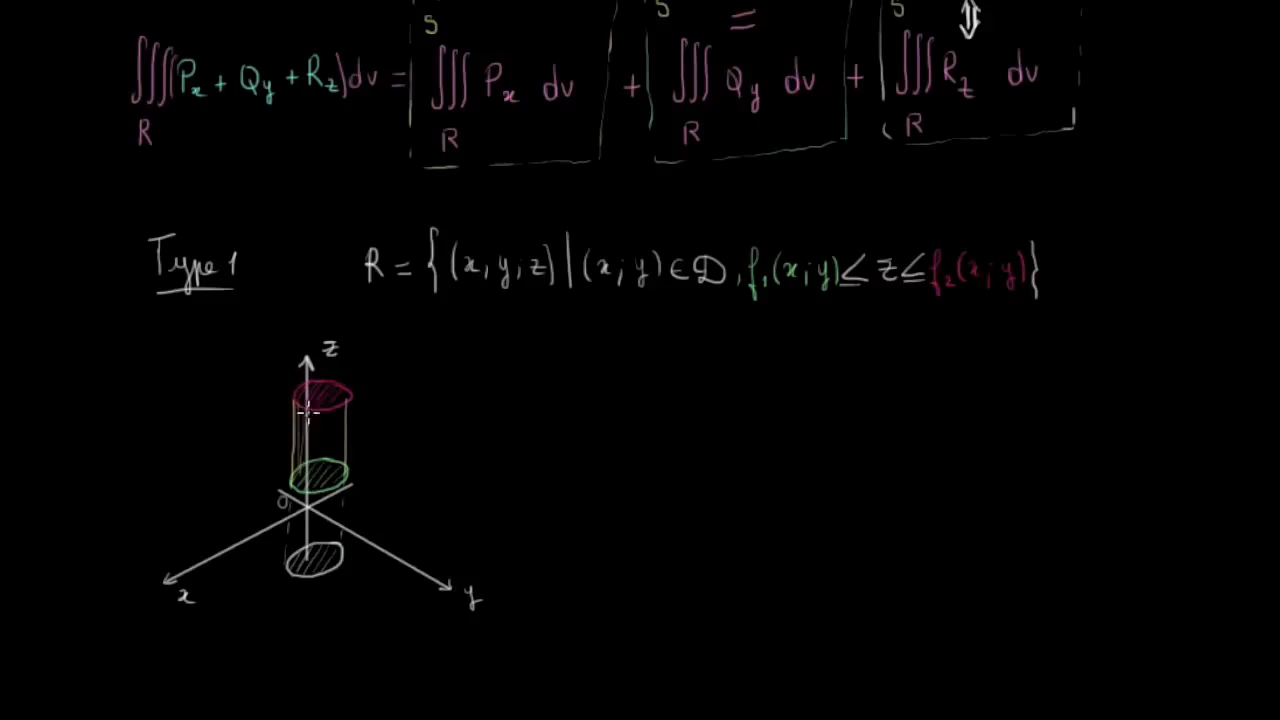 S S = S ⇕
∭(Pₓ + Q_y + R_z)dv = ∭ Pₓ dv + ∭ Q_y dv + ∭ R_z dv
R R R R
Type 1 R = {(x, y, z) | (x; y) ∈ D, f₁(x; y) ≤ z ≤ f₂(x; y)}
z
O
x y